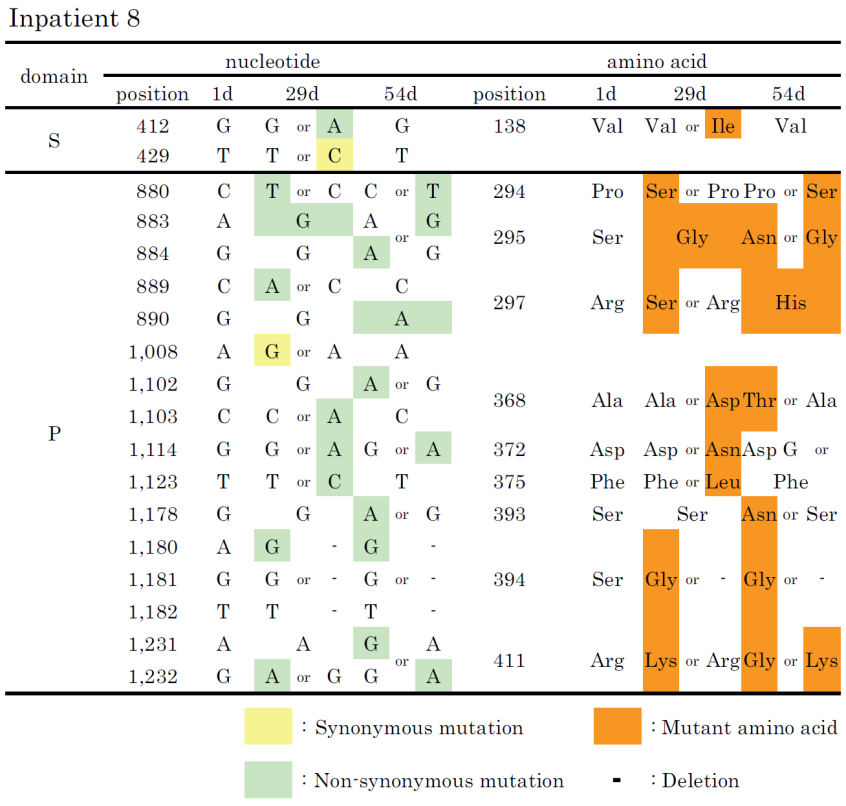 Inpatient 8
nucleotide amino acid
domain
position 1d 29d 54d position 1d 29d 54d
412 G G or A G 138 Val Val or Ile Val
S
429 T T or C T
880 C T or C C or T 294 Pro Ser or Pro Pro or Ser
883 A G A G
or 295 Ser Gly Asn or Gly
884 G G A G
889 C A or C C
297 Arg Ser or Arg His
890 G G A
1,008 A G or A A
1,102 G G A or G
368 Ala Ala or Asp Thr or Ala
1,103 C C or A C
P
1,114 G G or A G or A 372 Asp Asp or Asn Asp G or
1,123 T T or C T 375 Phe Phe or Leu Phe
1,178 G G A or G 393 Ser Ser Asn or Ser
1,180 A G - G -
1,181 G G or - G or - 394 Ser Gly or - Gly or -
1,182 T T - T -
1,231 A A G A
or 411 Arg Lys or Arg Gly or Lys
1,232 G A or G G A
: Synonymous mutation : Mutant amino acid
: Non-synonymous mutation - : Deletion